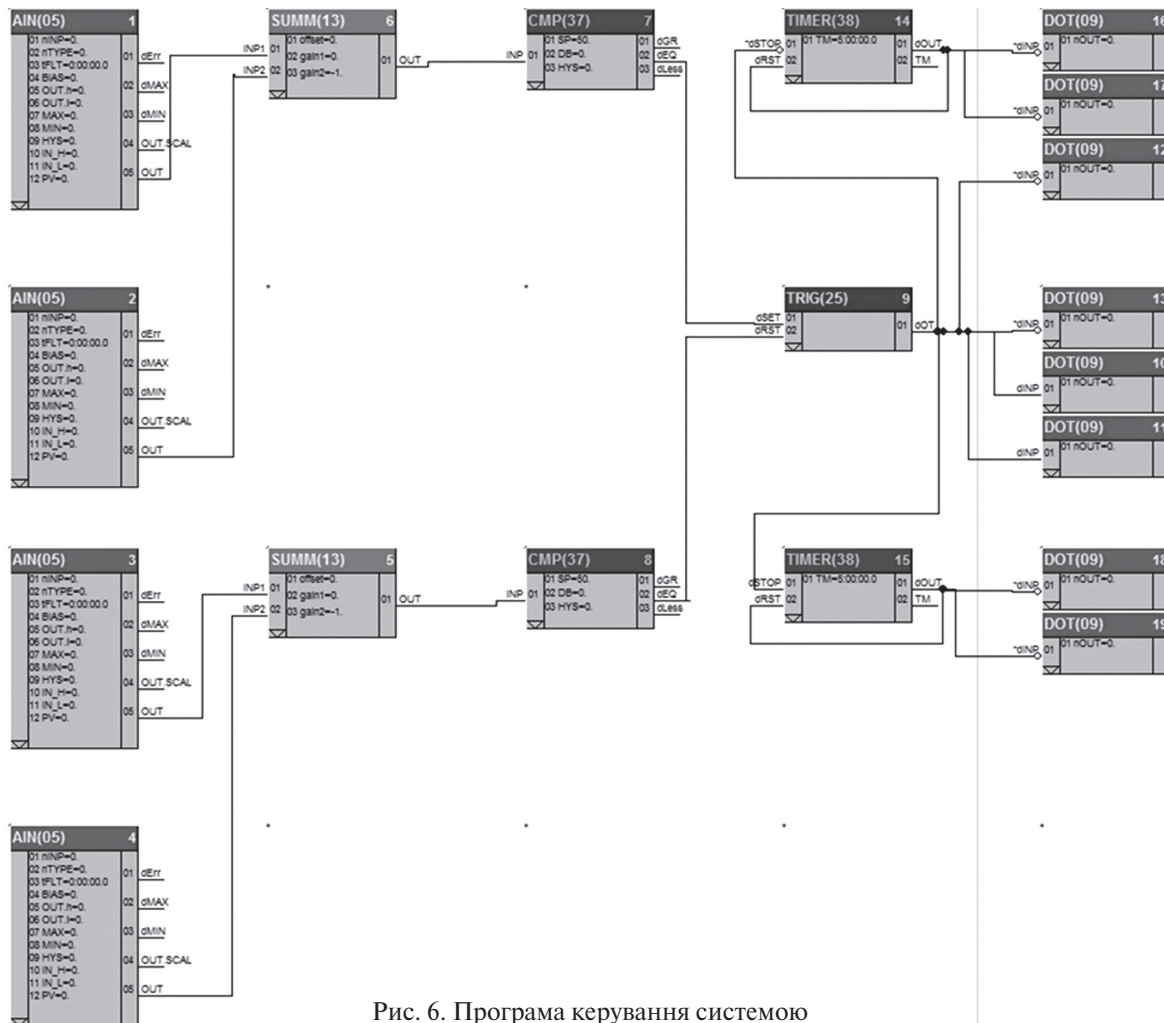 AIN(05) 1
01 nINP=0.
02 nTYPE=0.
03 tFLT=0:00:00.0
04 BIAS=0.
05 OUT.h=0.
06 OUT.l=0.
07 MAX=0.
08 MIN=0.
09 HYS=0.
10 IN_H=0.
11 IN_L=0.
12 PV=0.
01 dErr
02 dMAX
03 dMIN
04 OUT.SCAL
05 OUT
SUMM(13) 6
INP1 01
INP2 02
01 offset=0.
02 gain1=0.
03 gain2=-1.
01 OUT
CMP(37) 7
INP 01
01 SP=50.
02 DB=0.
03 HYS=0.
01 dGR
02 dEQ
03 dLess
TIMER(38) 14
*dSTOP 01
dRST 02
01 TM=5:00:00.0
01 dOUT
02 TM
DOT(09) 16
*dINP 01
01 nOUT=0.
DOT(09) 17
*dINP 01
01 nOUT=0.
DOT(09) 12
*dINP 01
01 nOUT=0.
AIN(05) 2
01 nINP=0.
02 nTYPE=0.
03 tFLT=0:00:00.0
04 BIAS=0.
05 OUT.h=0.
06 OUT.l=0.
07 MAX=0.
08 MIN=0.
09 HYS=0.
10 IN_H=0.
11 IN_L=0.
12 PV=0.
01 dErr
02 dMAX
03 dMIN
04 OUT.SCAL
05 OUT
TRIG(25) 9
dSET 01
dRST 02
01 dOT
DOT(09) 13
*dINP 01
01 nOUT=0.
DOT(09) 10
dINP 01
01 nOUT=0.
DOT(09) 11
dINP 01
01 nOUT=0.
AIN(05) 3
01 nINP=0.
02 nTYPE=0.
03 tFLT=0:00:00.0
04 BIAS=0.
05 OUT.h=0.
06 OUT.l=0.
07 MAX=0.
08 MIN=0.
09 HYS=0.
10 IN_H=0.
11 IN_L=0.
12 PV=0.
01 dErr
02 dMAX
03 dMIN
04 OUT.SCAL
05 OUT
SUMM(13) 5
INP1 01
INP2 02
01 offset=0.
02 gain1=0.
03 gain2=-1.
01 OUT
CMP(37) 8
INP 01
01 SP=50.
02 DB=0.
03 HYS=0.
01 dGR
02 dEQ
03 dLess
TIMER(38) 15
dSTOP 01
dRST 02
01 TM=5:00:00.0
01 dOUT
02 TM
DOT(09) 18
*dINP 01
01 nOUT=0.
DOT(09) 19
*dINP 01
01 nOUT=0.
AIN(05) 4
01 nINP=0.
02 nTYPE=0.
03 tFLT=0:00:00.0
04 BIAS=0.
05 OUT.h=0.
06 OUT.l=0.
07 MAX=0.
08 MIN=0.
09 HYS=0.
10 IN_H=0.
11 IN_L=0.
12 PV=0.
01 dErr
02 dMAX
03 dMIN
04 OUT.SCAL
05 OUT
Рис. 6. Програма керування системою